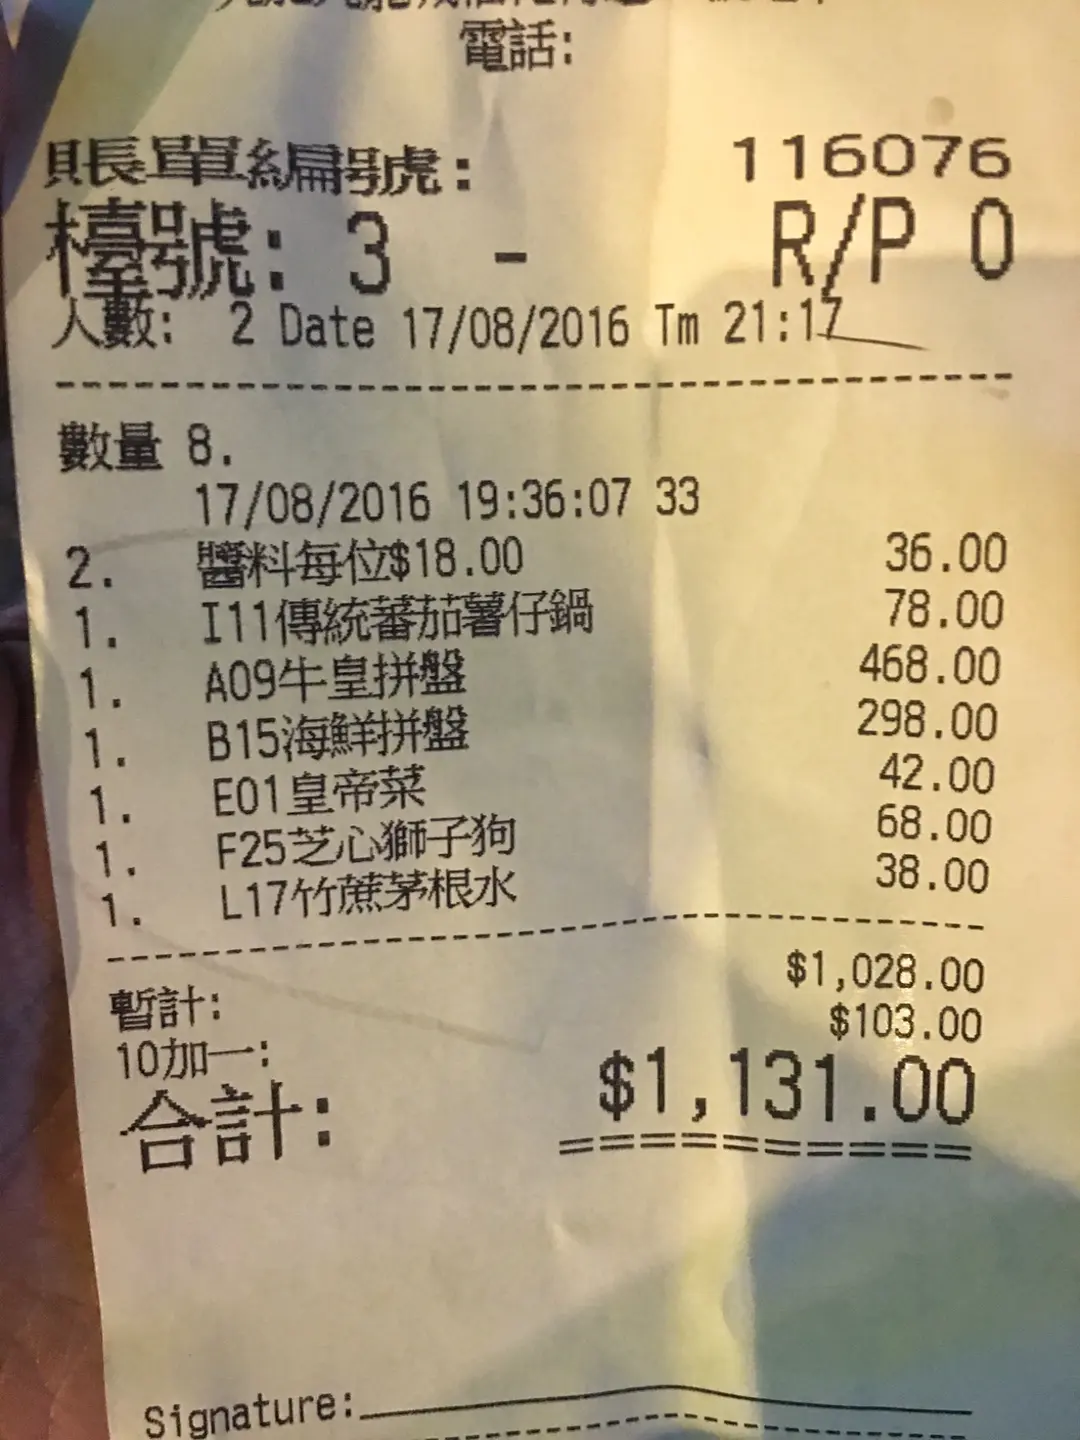 電話:
賬單編號: 116076
檯號: 3 - R/P 0
人數: 2 Date 17/08/2016 Tm 21:17
數量 8.
17/08/2016 19:36:07 33
2. 醬料每位$18.00 36.00
1. I11傳統蕃茄薯仔鍋 78.00
1. A09牛皇拼盤 468.00
1. B15海鮮拼盤 298.00
1. E01皇帝菜 42.00
1. F25芝心獅子狗 68.00
1. L17竹蔗茅根水 38.00
暫計: $1,028.00
10加一: $103.00
合計: $1,131.00
Signature: